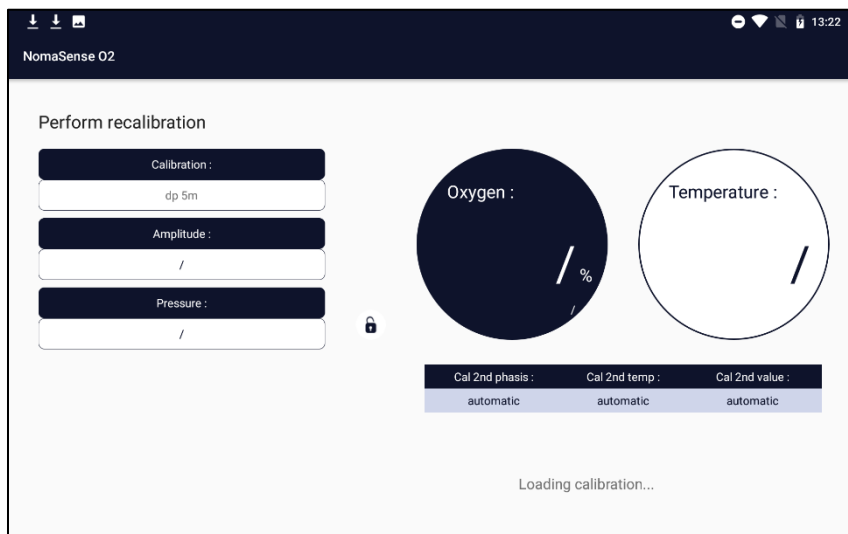 13:22
NomaSense O2
Perform recalibration
Calibration :
dp 5m
Amplitude :
/
Pressure :
/
Oxygen :
/ %
/
Temperature :
/
Cal 2nd phasis : Cal 2nd temp : Cal 2nd value :
automatic automatic automatic
Loading calibration...